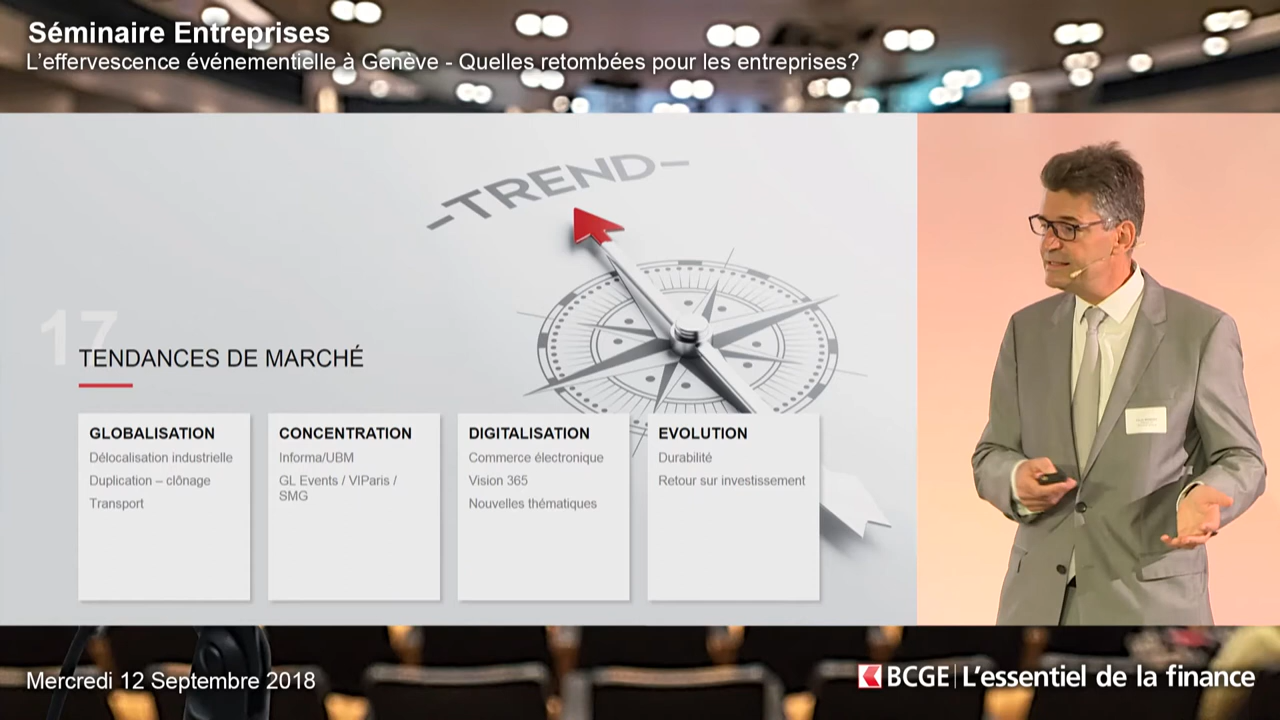 Séminaire Entreprises
L'effervescence événementielle à Genève - Quelles retombées pour les entreprises?
–TREND–
17
TENDANCES DE MARCHÉ
GLOBALISATION
Délocalisation industrielle
Duplication – clônage
Transport
CONCENTRATION
Informa/UBM
GL Events / VIParis /
SMG
DIGITALISATION
Commerce électronique
Vision 365
Nouvelles thématiques
EVOLUTION
Durabilité
Retour sur investissement
Mercredi 12 Septembre 2018
BCGE | L'essentiel de la finance